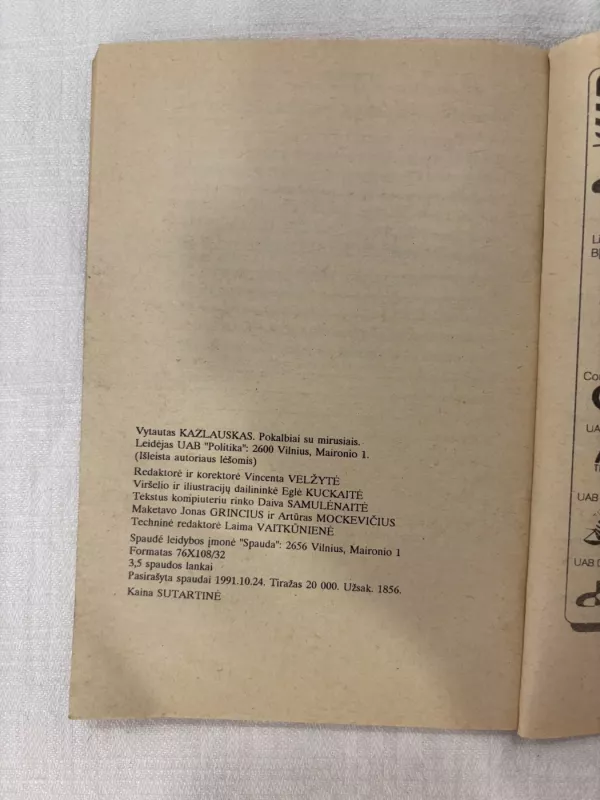 Vytautas KAZLAUSKAS. Pokalbiai su mirusiais.
Leidėjas UAB "Politika": 2600 Vilnius, Maironio 1.
(Išleista autoriaus lėšomis)
Redaktorė ir korektorė Vincenta VELŽYTĖ
Viršelio ir iliustracijų dailininkė Eglė KUCKAITĖ
Tekstus kompiuteriu rinko Daiva SAMULĖNAITĖ
Maketavo Jonas GRINCIUS ir Artūras MOCKEVIČIUS
Techninė redaktorė Laima VAITKŪNIENĖ
Spaudė leidybos įmonė "Spauda": 2656 Vilnius, Maironio 1
Formatas 76X108/32
3,5 spaudos lankai
Pasirašyta spaudai 1991.10.24. Tiražas 20 000. Užsak. 1856.
Kaina SUTARTINĖ
UAB
UAB